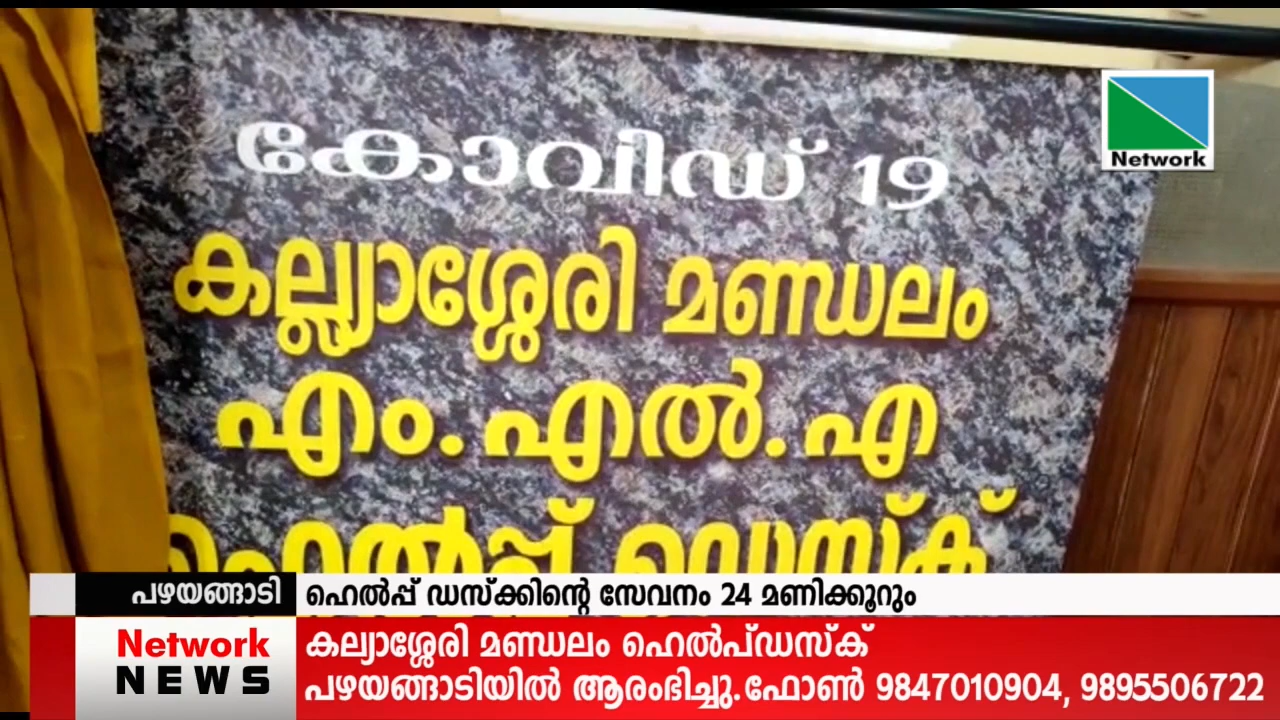 കോവിഡ് 19
Network
കല്ല്യാശ്ശേരി മണ്ഡലം
എം.എൽ.എ
ഹെൽപ്പ് ഡെസ്ക്
പഴയങ്ങാടി
ഹെൽപ്പ് ഡസ്ക്കിന്റെ സേവനം 24 മണിക്കൂറും
Network
NEWS
കല്യാശ്ശേരി മണ്ഡലം ഹെൽപ്ഡസ്ക്
പഴയങ്ങാടിയിൽ ആരംഭിച്ചു.ഫോൺ 9847010904, 9895506722